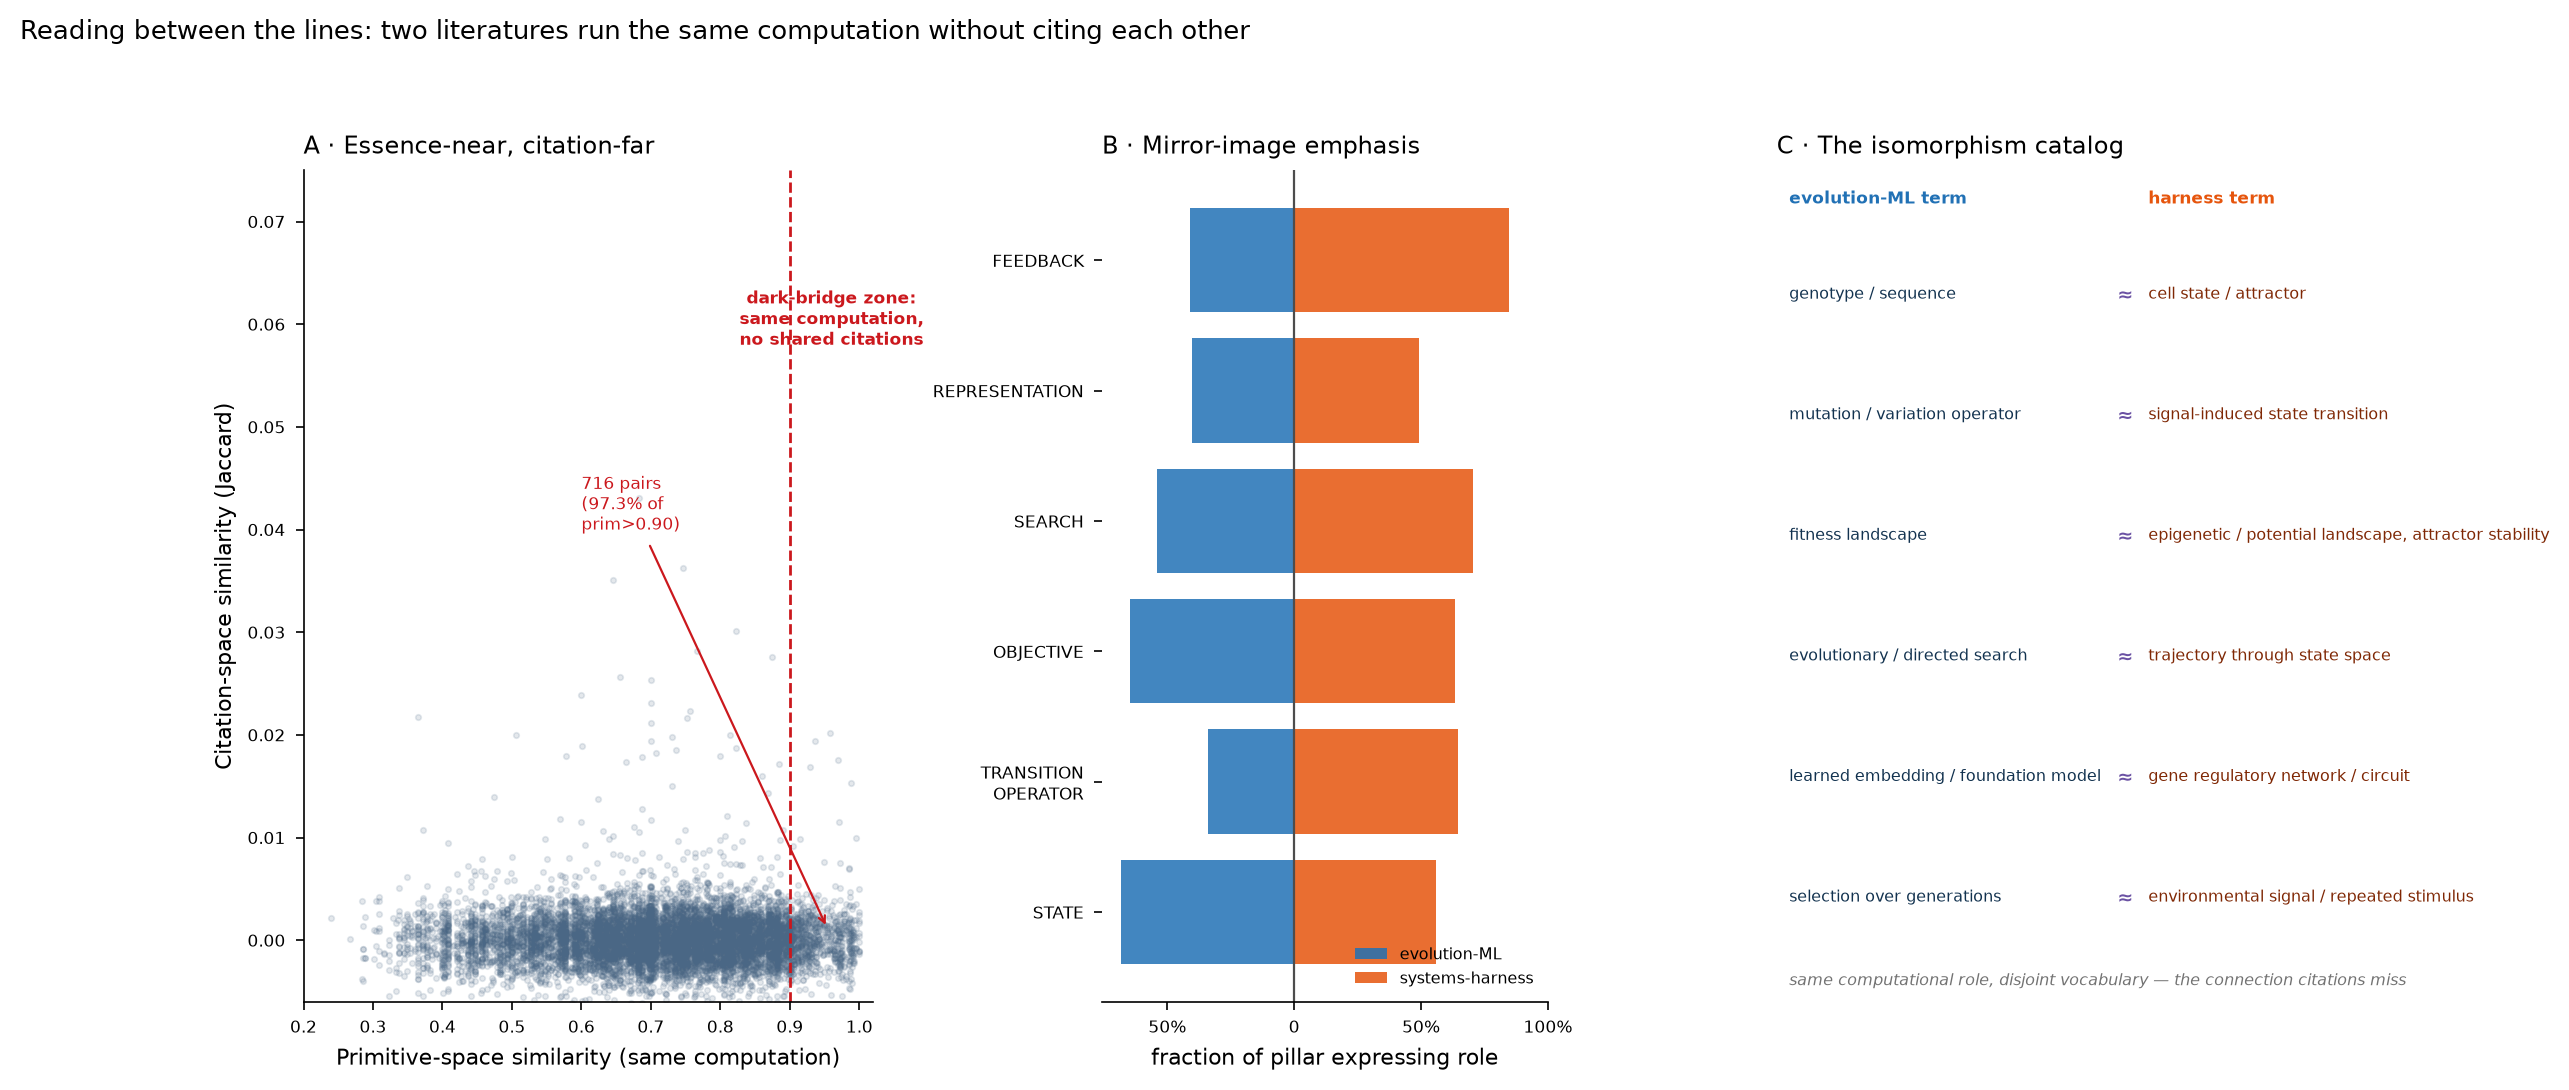 Reading between the lines: two literatures run the same computation without citing each other
A · Essence-near, citation-far
Citation-space similarity (Jaccard)
0.07
0.06
0.05
0.04
0.03
0.02
0.01
0.00
dark-bridge zone:
same computation,
no shared citations
716 pairs
(97.3% of
prim>0.90)
0.2 0.3 0.4 0.5 0.6 0.7 0.8 0.9 1.0
Primitive-space similarity (same computation)
B · Mirror-image emphasis
FEEDBACK
REPRESENTATION
SEARCH
OBJECTIVE
TRANSITION
OPERATOR
STATE
evolution-ML
systems-harness
50% 0 50% 100%
fraction of pillar expressing role
C · The isomorphism catalog
evolution-ML term harness term
genotype / sequence ≈ cell state / attractor
mutation / variation operator ≈ signal-induced state transition
fitness landscape ≈ epigenetic / potential landscape, attractor stability
evolutionary / directed search ≈ trajectory through state space
learned embedding / foundation model ≈ gene regulatory network / circuit
selection over generations ≈ environmental signal / repeated stimulus
same computational role, disjoint vocabulary — the connection citations miss